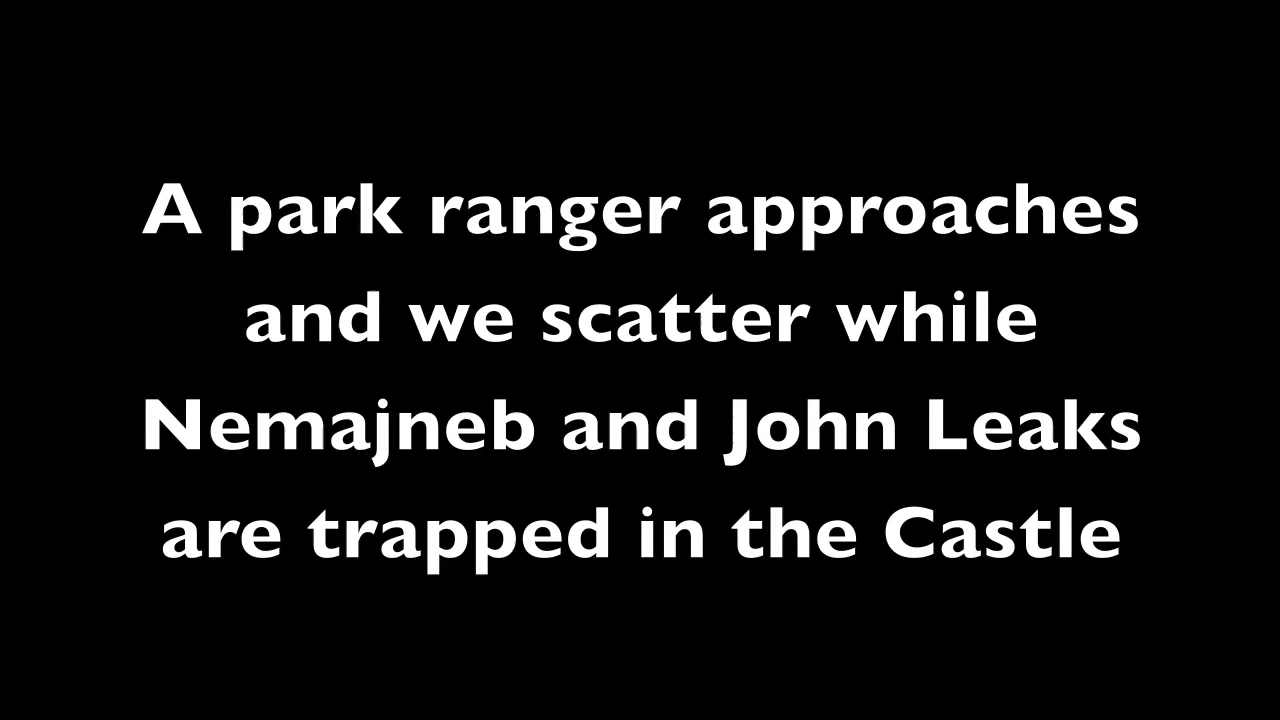 A park ranger approaches
and we scatter while
Nemajneb and John Leaks
are trapped in the Castle